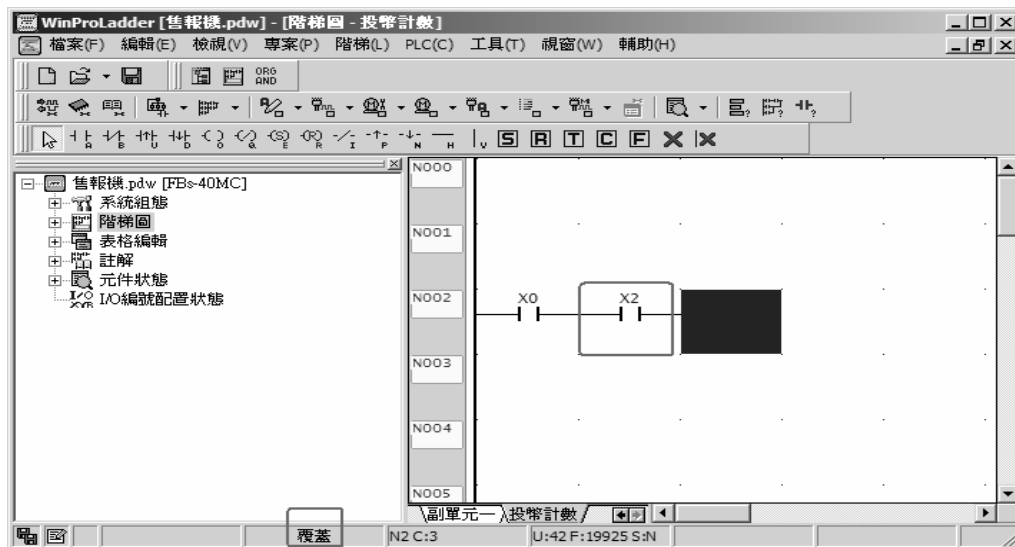 WinProLadder [售報機.pdw] - [階梯圖 - 投幣計數]
檔案(F) 編輯(E) 檢視(V) 專案(P) 階梯(L) PLC(C) 工具(T) 視窗(W) 輔助(H)
ORG
AND
A B U D O Q E R I P N H V S R T C F
售報機.pdw [FBs-40MC]
系統組態
階梯圖
表格編輯
註解
元件狀態
I/O編號配置狀態
N000
N001
N002 X0 X2
N003
N004
N005
副單元一 投幣計數
覆蓋 N2 C:3 U:42 F:19925 S:N